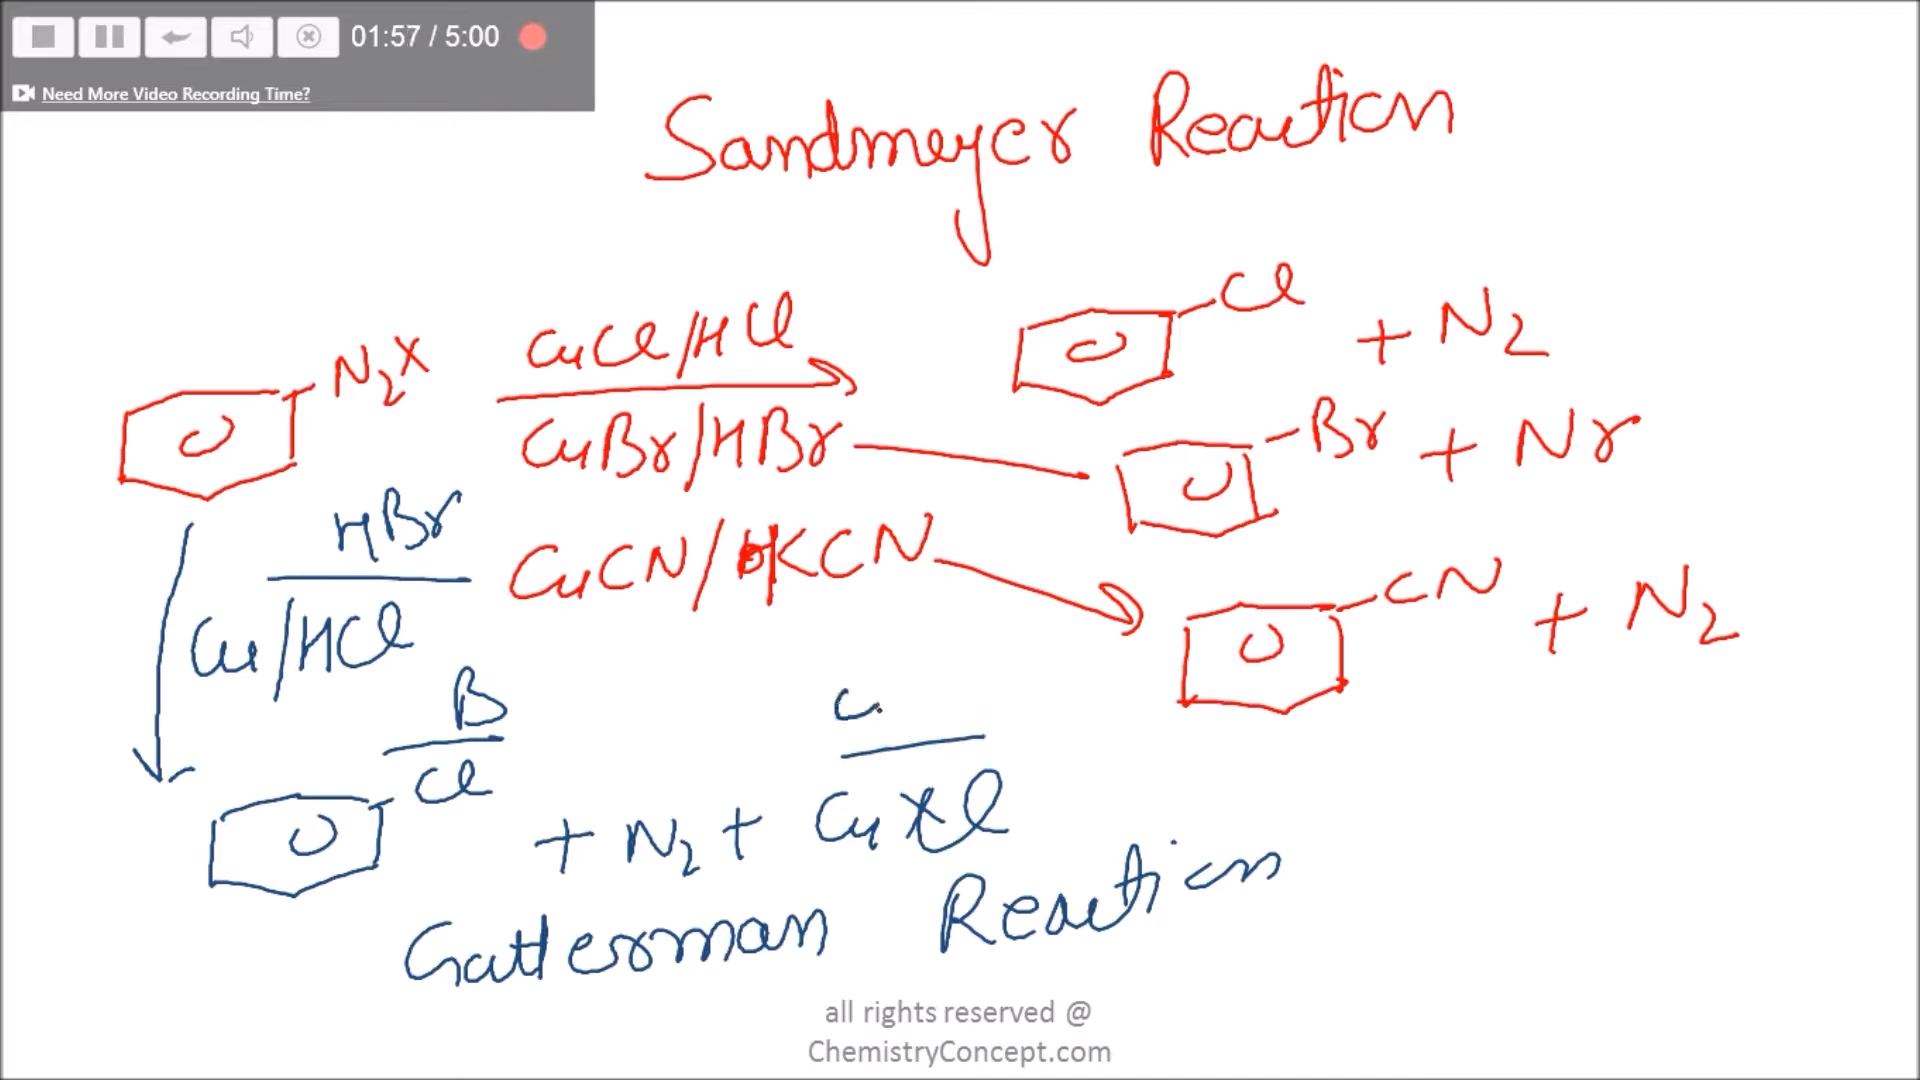 01:57 / 5:00
Need More Video Recording Time?
Sandmeyer Reaction
N2X
CuCl/HCl
Cl + N2
CuBr/HBr
Br + Nr
CuCN/KCN
CN + N2
HBr
Cu/HCl
B
Cl
+ N2 + Cu
Gatterman Reaction
all rights reserved @
ChemistryConcept.com